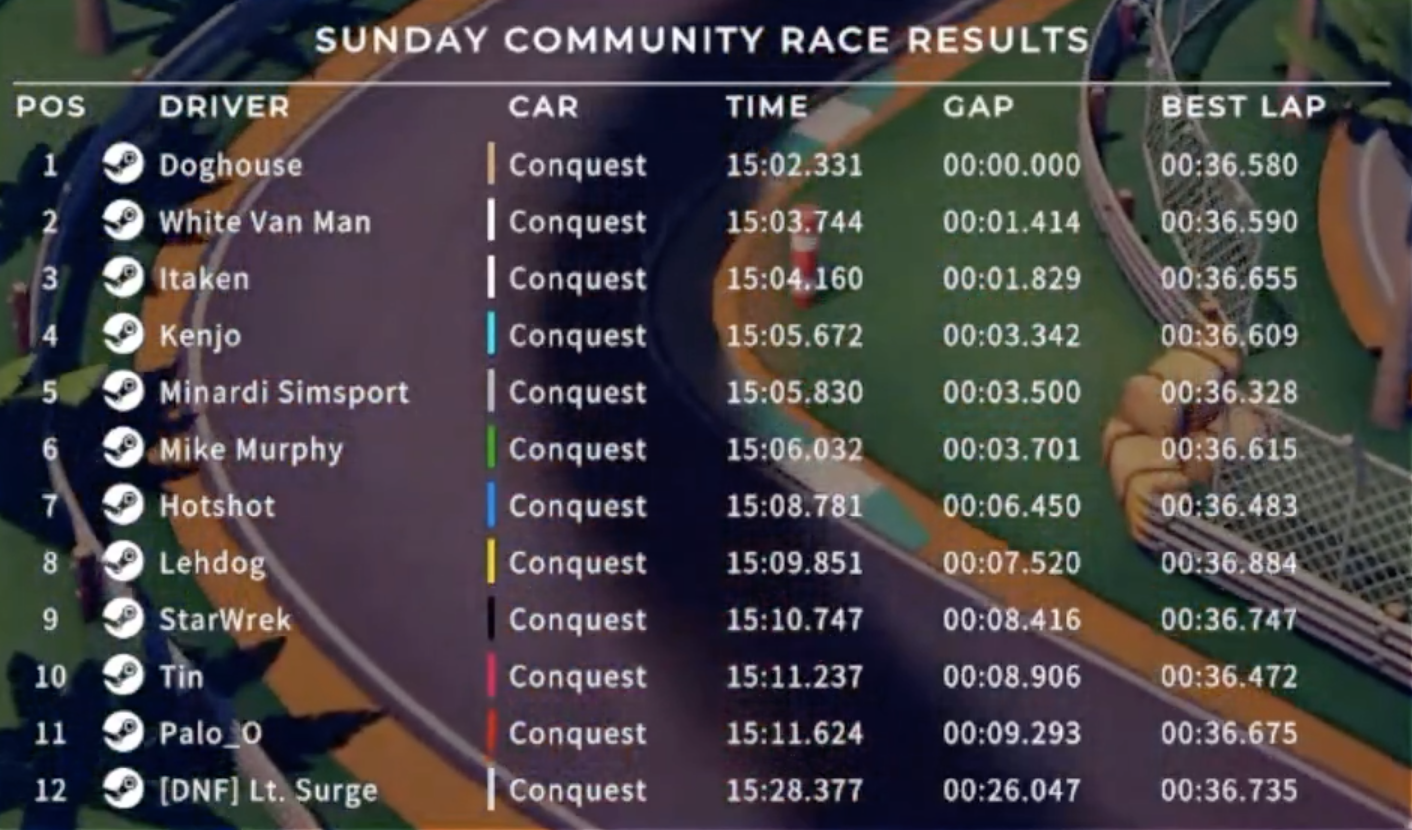 SUNDAY COMMUNITY RACE RESULTS
POS DRIVER CAR TIME GAP BEST LAP
1 Doghouse Conquest 15:02.331 00:00.000 00:36.580
2 White Van Man Conquest 15:03.744 00:01.414 00:36.590
3 Itaken Conquest 15:04.160 00:01.829 00:36.655
4 Kenjo Conquest 15:05.672 00:03.342 00:36.609
5 Minardi Simsport Conquest 15:05.830 00:03.500 00:36.328
6 Mike Murphy Conquest 15:06.032 00:03.701 00:36.615
7 Hotshot Conquest 15:08.781 00:06.450 00:36.483
8 Lehdog Conquest 15:09.851 00:07.520 00:36.884
9 StarWrek Conquest 15:10.747 00:08.416 00:36.747
10 Tin Conquest 15:11.237 00:08.906 00:36.472
11 Palo_O Conquest 15:11.624 00:09.293 00:36.675
12 [DNF] Lt. Surge Conquest 15:28.377 00:26.047 00:36.735